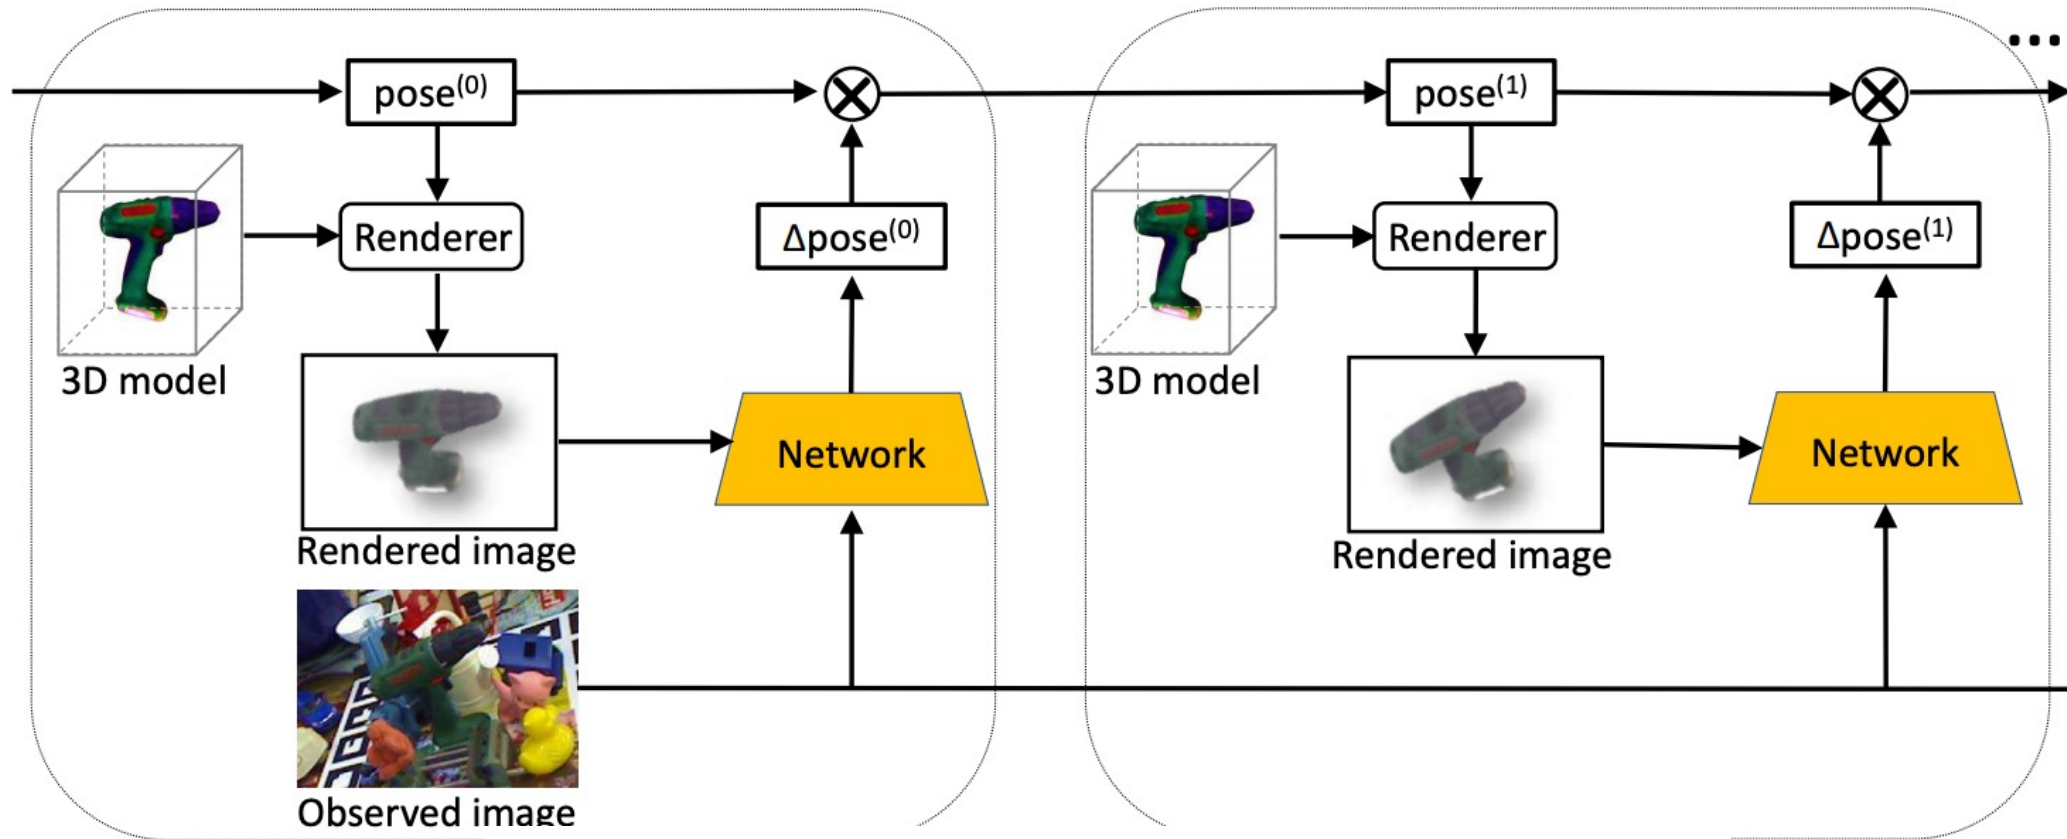 pose(0)
pose(1)
....
Renderer
Δpose(0)
Renderer
Δpose(1)
3D model
3D model
Network
Network
Rendered image
Rendered image
Observed image